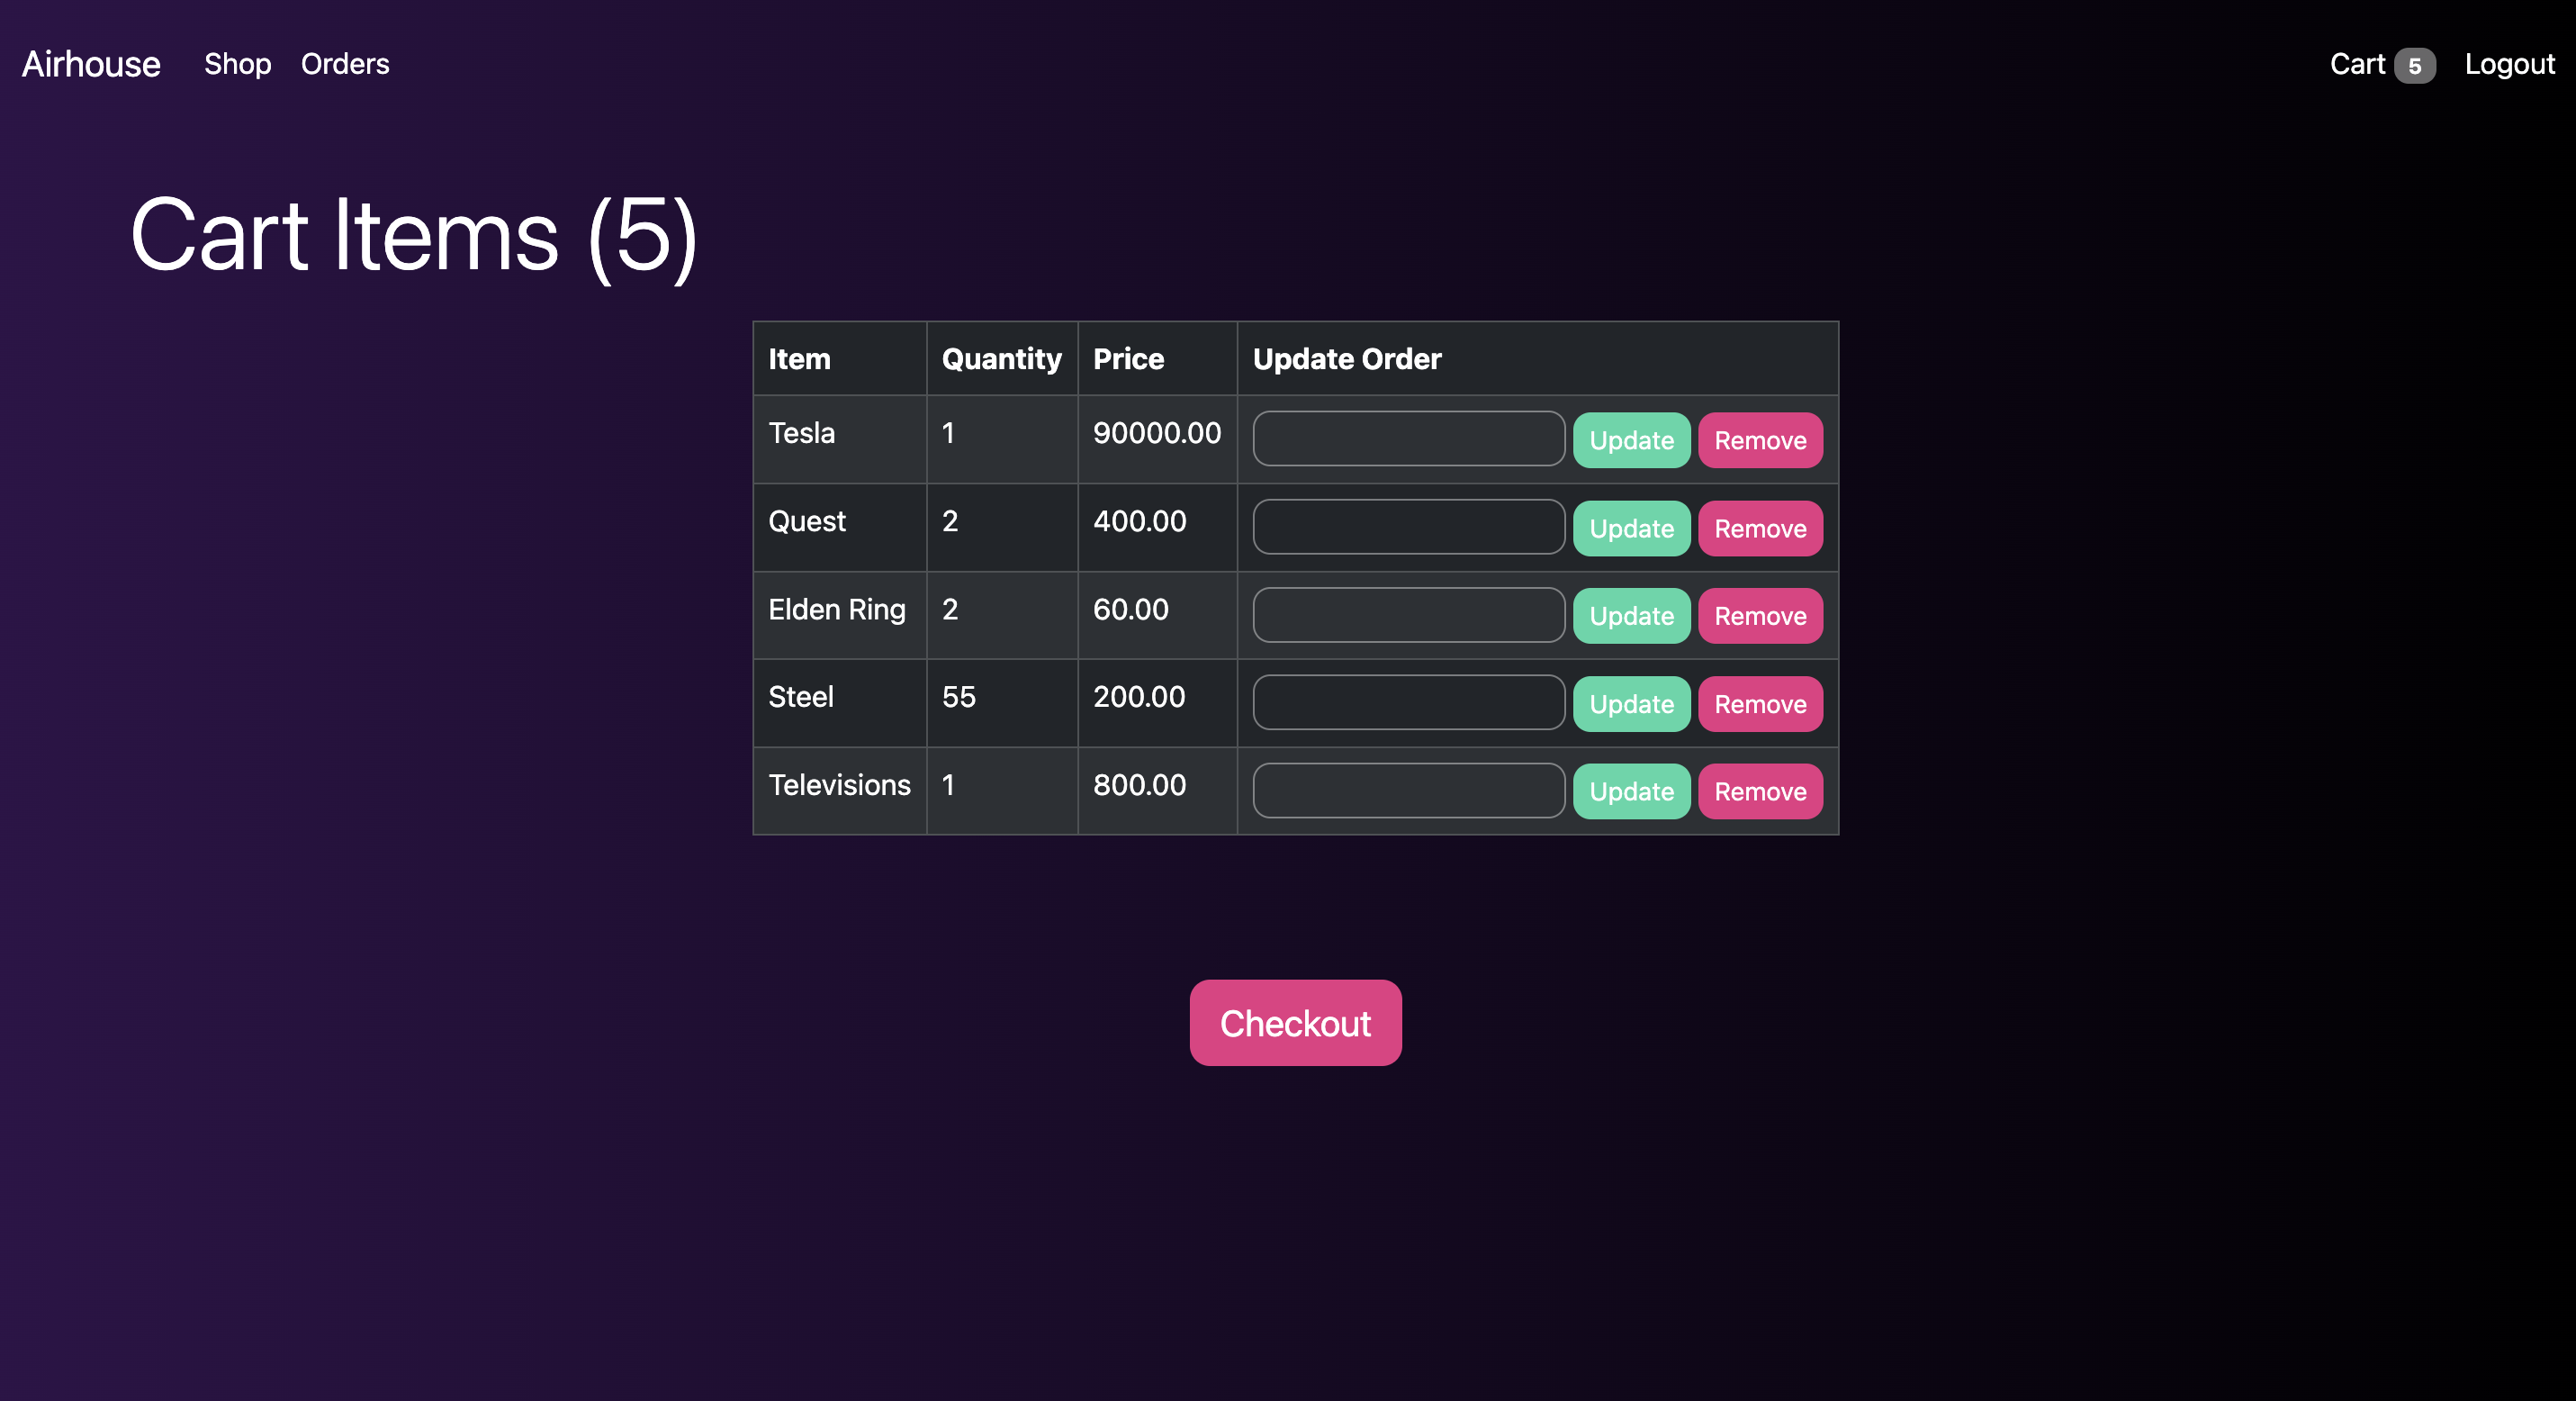 Airhouse Shop Orders Cart 5 Logout
Cart Items (5)
Item Quantity Price Update Order
Tesla 1 90000.00 Update Remove
Quest 2 400.00 Update Remove
Elden Ring 2 60.00 Update Remove
Steel 55 200.00 Update Remove
Televisions 1 800.00 Update Remove
Checkout